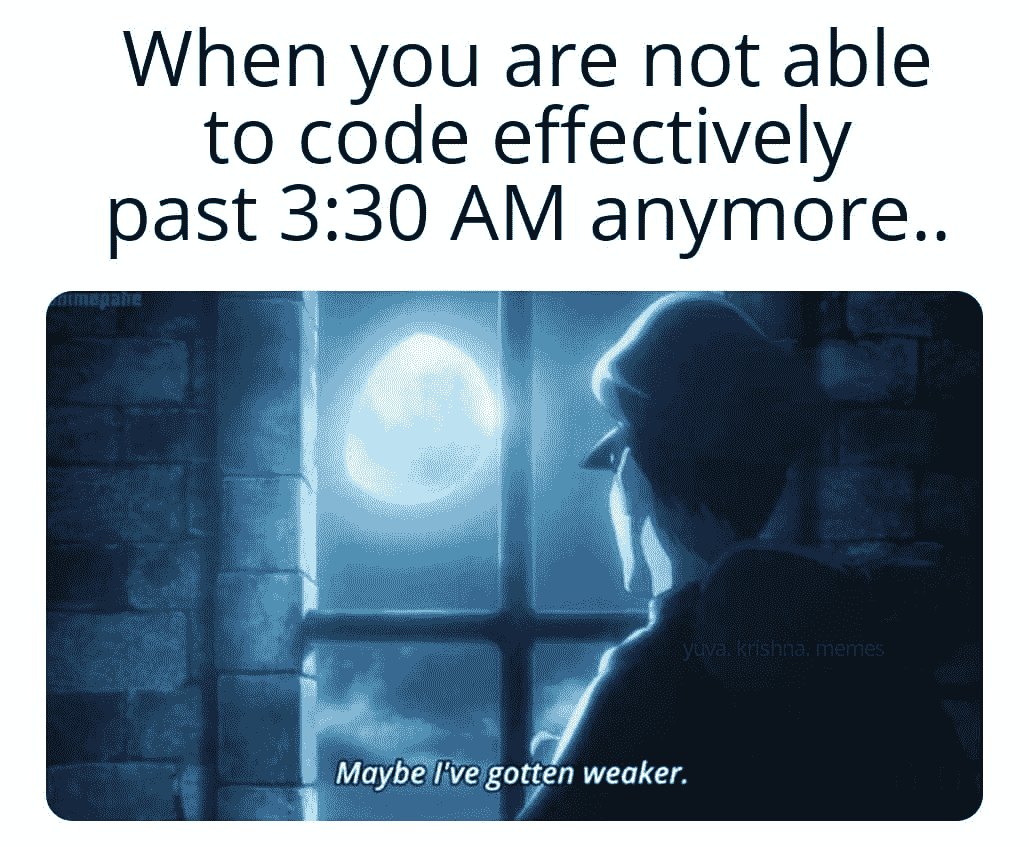 When you are not able
to code effectively
past 3:30 AM anymore..
animepahe
yuva. krishna. memes
Maybe I've gotten weaker.